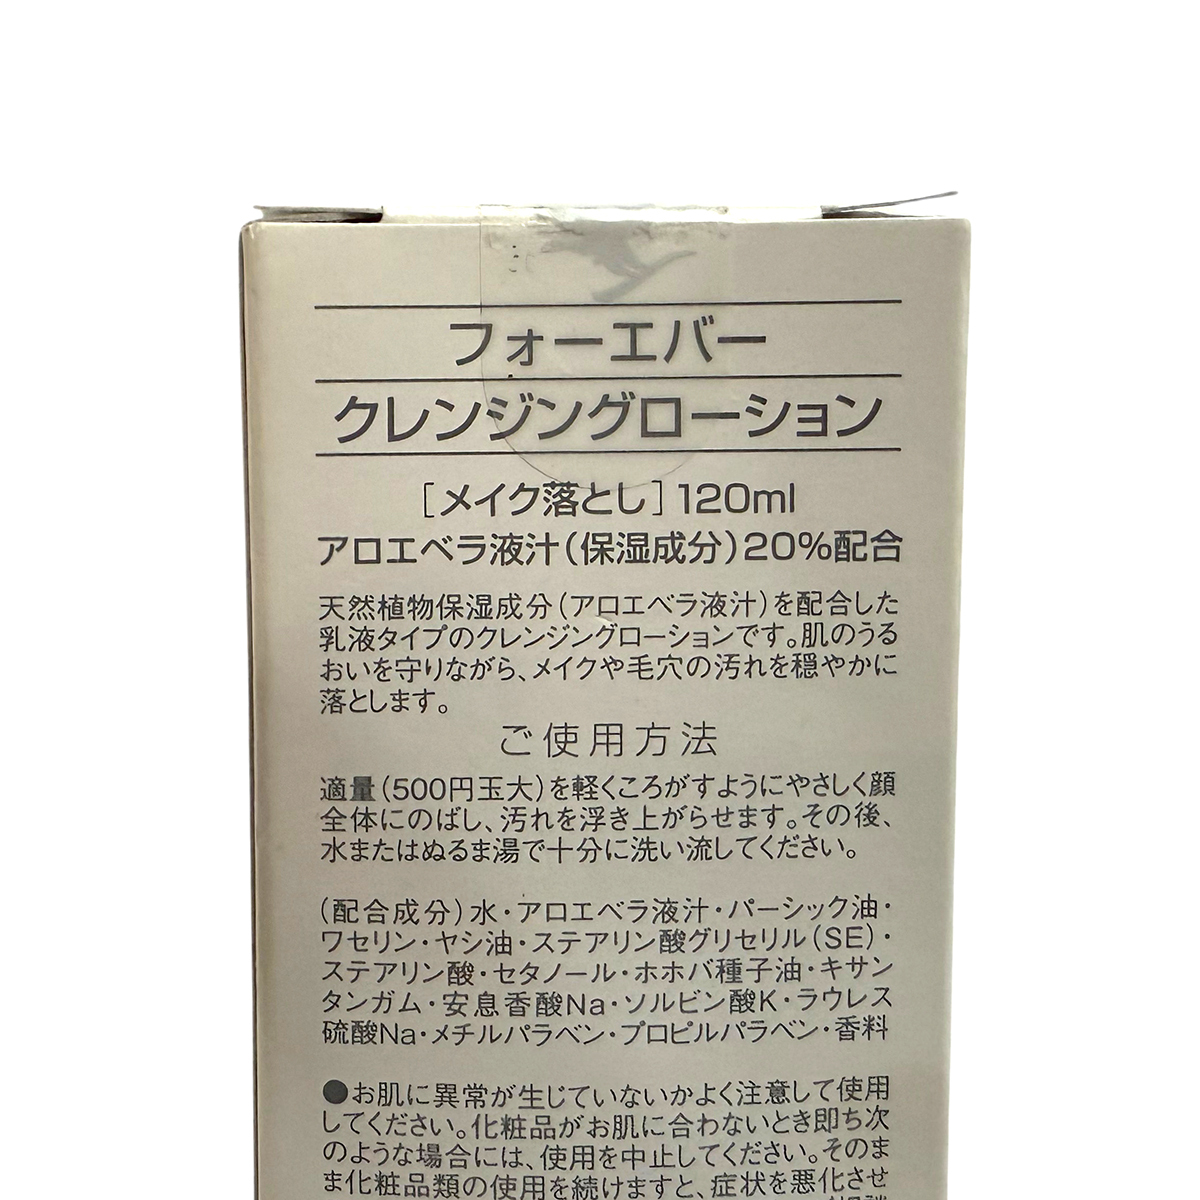 フォーエバー
クレンジングローション
［メイク落とし］120ml
アロエベラ液汁(保湿成分)20%配合
天然植物保湿成分(アロエベラ液汁)を配合した
乳液タイプのクレンジングローションです。肌のうる
おいを守りながら、メイクや毛穴の汚れを穏やかに
落とします。
ご使用方法
適量(500円玉大)を軽くころがすようにやさしく顔
全体にのばし、汚れを浮き上がらせます。その後、
水またはぬるま湯で十分に洗い流してください。
(配合成分)水・アロエベラ液汁・パーシック油・
ワセリン・ヤシ油・ステアリン酸グリセリル(SE)・
ステアリン酸・セタノール・ホホバ種子油・キサン
タンガム・安息香酸Na・ソルビン酸K・ラウレス
硫酸Na・メチルパラベン・プロピルパラベン・香料
●お肌に異常が生じていないかよく注意して使用
してください。化粧品がお肌に合わないとき即ち次
のような場合には、使用を中止してください。そのま
ま化粧品類の使用を続けますと、症状を悪化させ